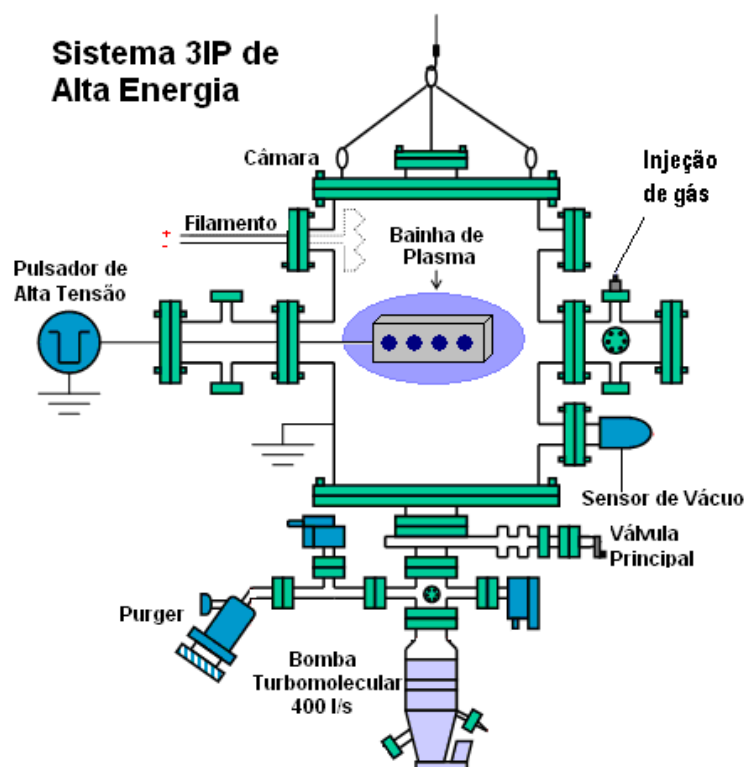 Sistema 3IP de
Alta Energia
Câmara
Injeção
de gás
Filamento
+
-
Bainha de
Plasma
Pulsador de
Alta Tensão
Sensor de Vácuo
Válvula
Principal
Purger
Bomba
Turbomolecular
400 l/s